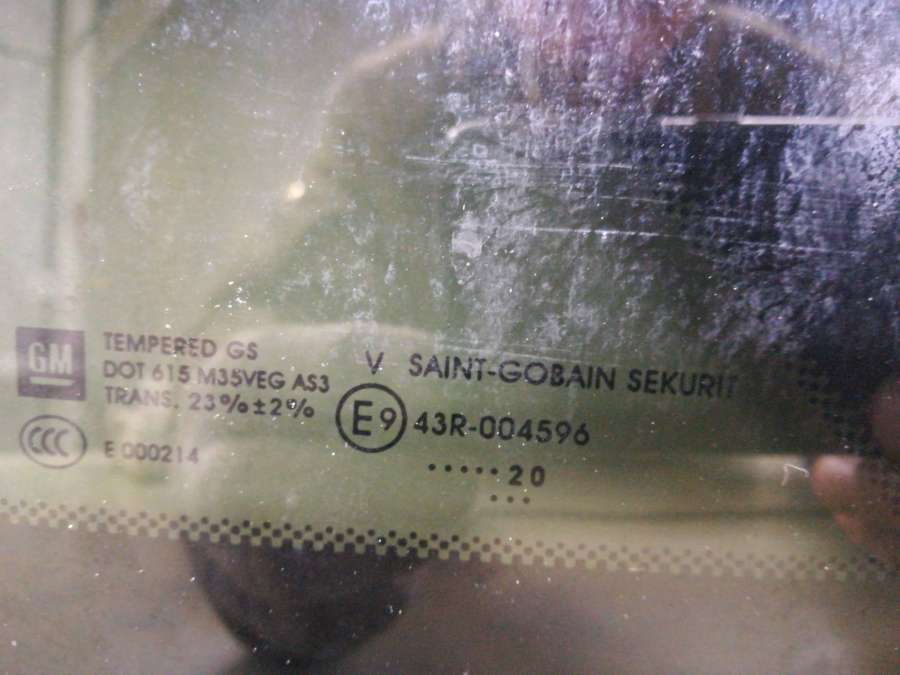 GM
TEMPERED GS
DOT 615 M35VEG AS3
TRANS. 23%±2%
CCC
E 000214
V SAINT-GOBAIN SEKURIT
E9 43R-004596
•••••20
•••